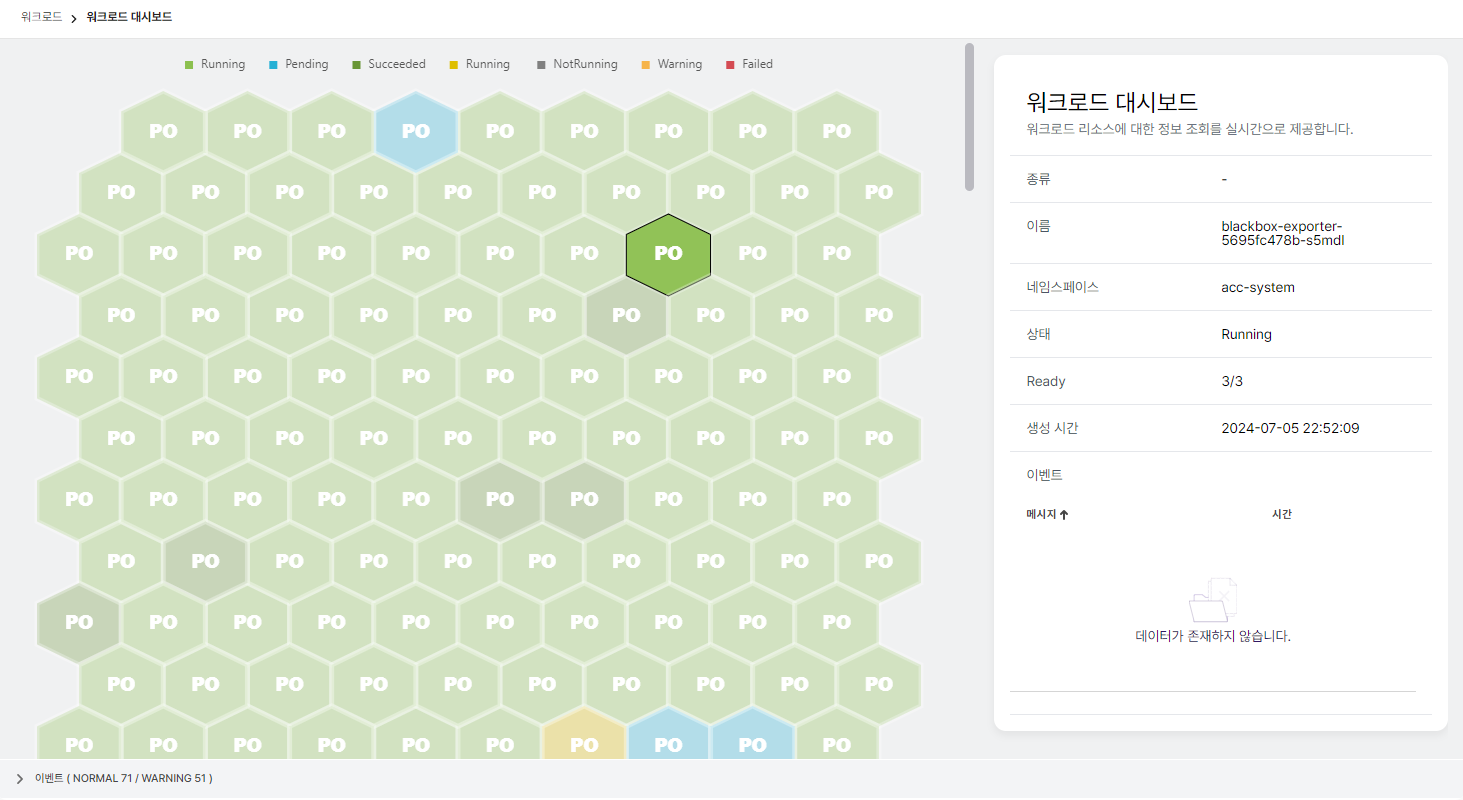 워크로드 > 워크로드 대시보드
Running Pending Succeeded Running NotRunning Warning Failed
PO PO PO PO PO PO PO PO PO
PO PO PO PO PO PO PO PO PO PO
PO PO PO PO PO PO PO PO PO PO
PO PO PO PO PO PO PO PO PO PO
PO PO PO PO PO PO PO PO PO PO
PO PO PO PO PO PO PO PO PO PO
PO PO PO PO PO PO PO PO PO PO
PO PO PO PO PO PO PO PO PO PO
PO PO PO PO PO PO PO PO PO PO
PO PO PO PO PO PO PO PO PO PO
PO PO PO PO PO PO PO PO PO PO
워크로드 대시보드
워크로드 리소스에 대한 정보 조회를 실시간으로 제공합니다.
종류 -
이름 blackbox-exporter-
5695fc478b-s5mdl
네임스페이스 acc-system
상태 Running
Ready 3/3
생성 시간 2024-07-05 22:52:09
이벤트
메시지 ↑ 시간
데이터가 존재하지 않습니다.
이벤트 ( NORMAL 71 / WARNING 51 )